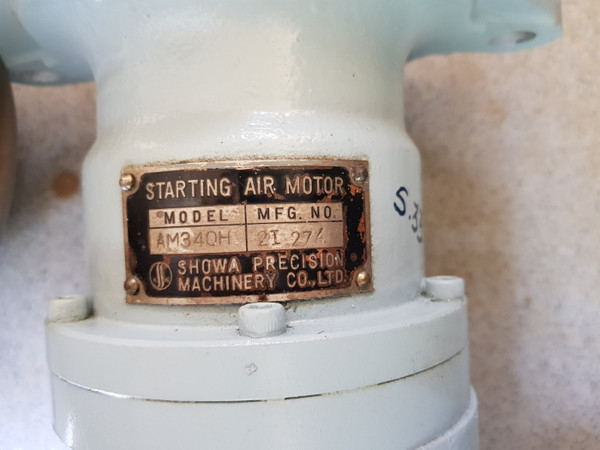 STARTING AIR MOTOR
MODEL MFG. NO.
AM340H 2I 274
SHOWA PRECISION
MACHINERY CO., LTD.